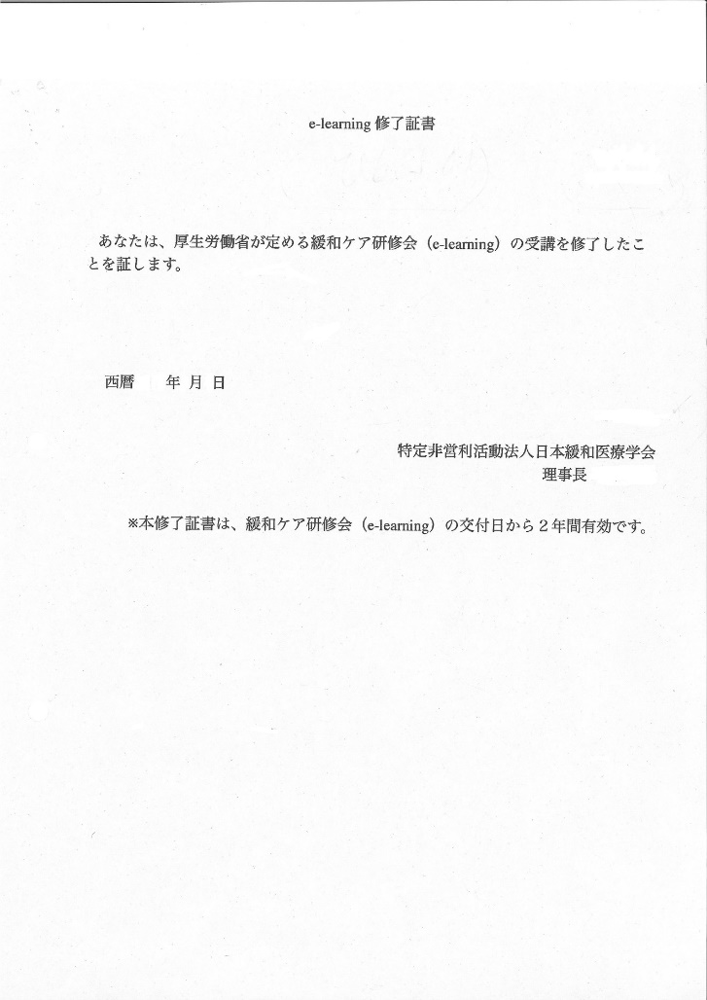 e-learning 修了証書
あなたは、厚生労働省が定める緩和ケア研修会（e-learning）の受講を修了したこ
とを証します。
西暦 年 月 日
特定非営利活動法人日本緩和医療学会
理事長
※本修了証書は、緩和ケア研修会（e-learning）の交付日から２年間有効です。